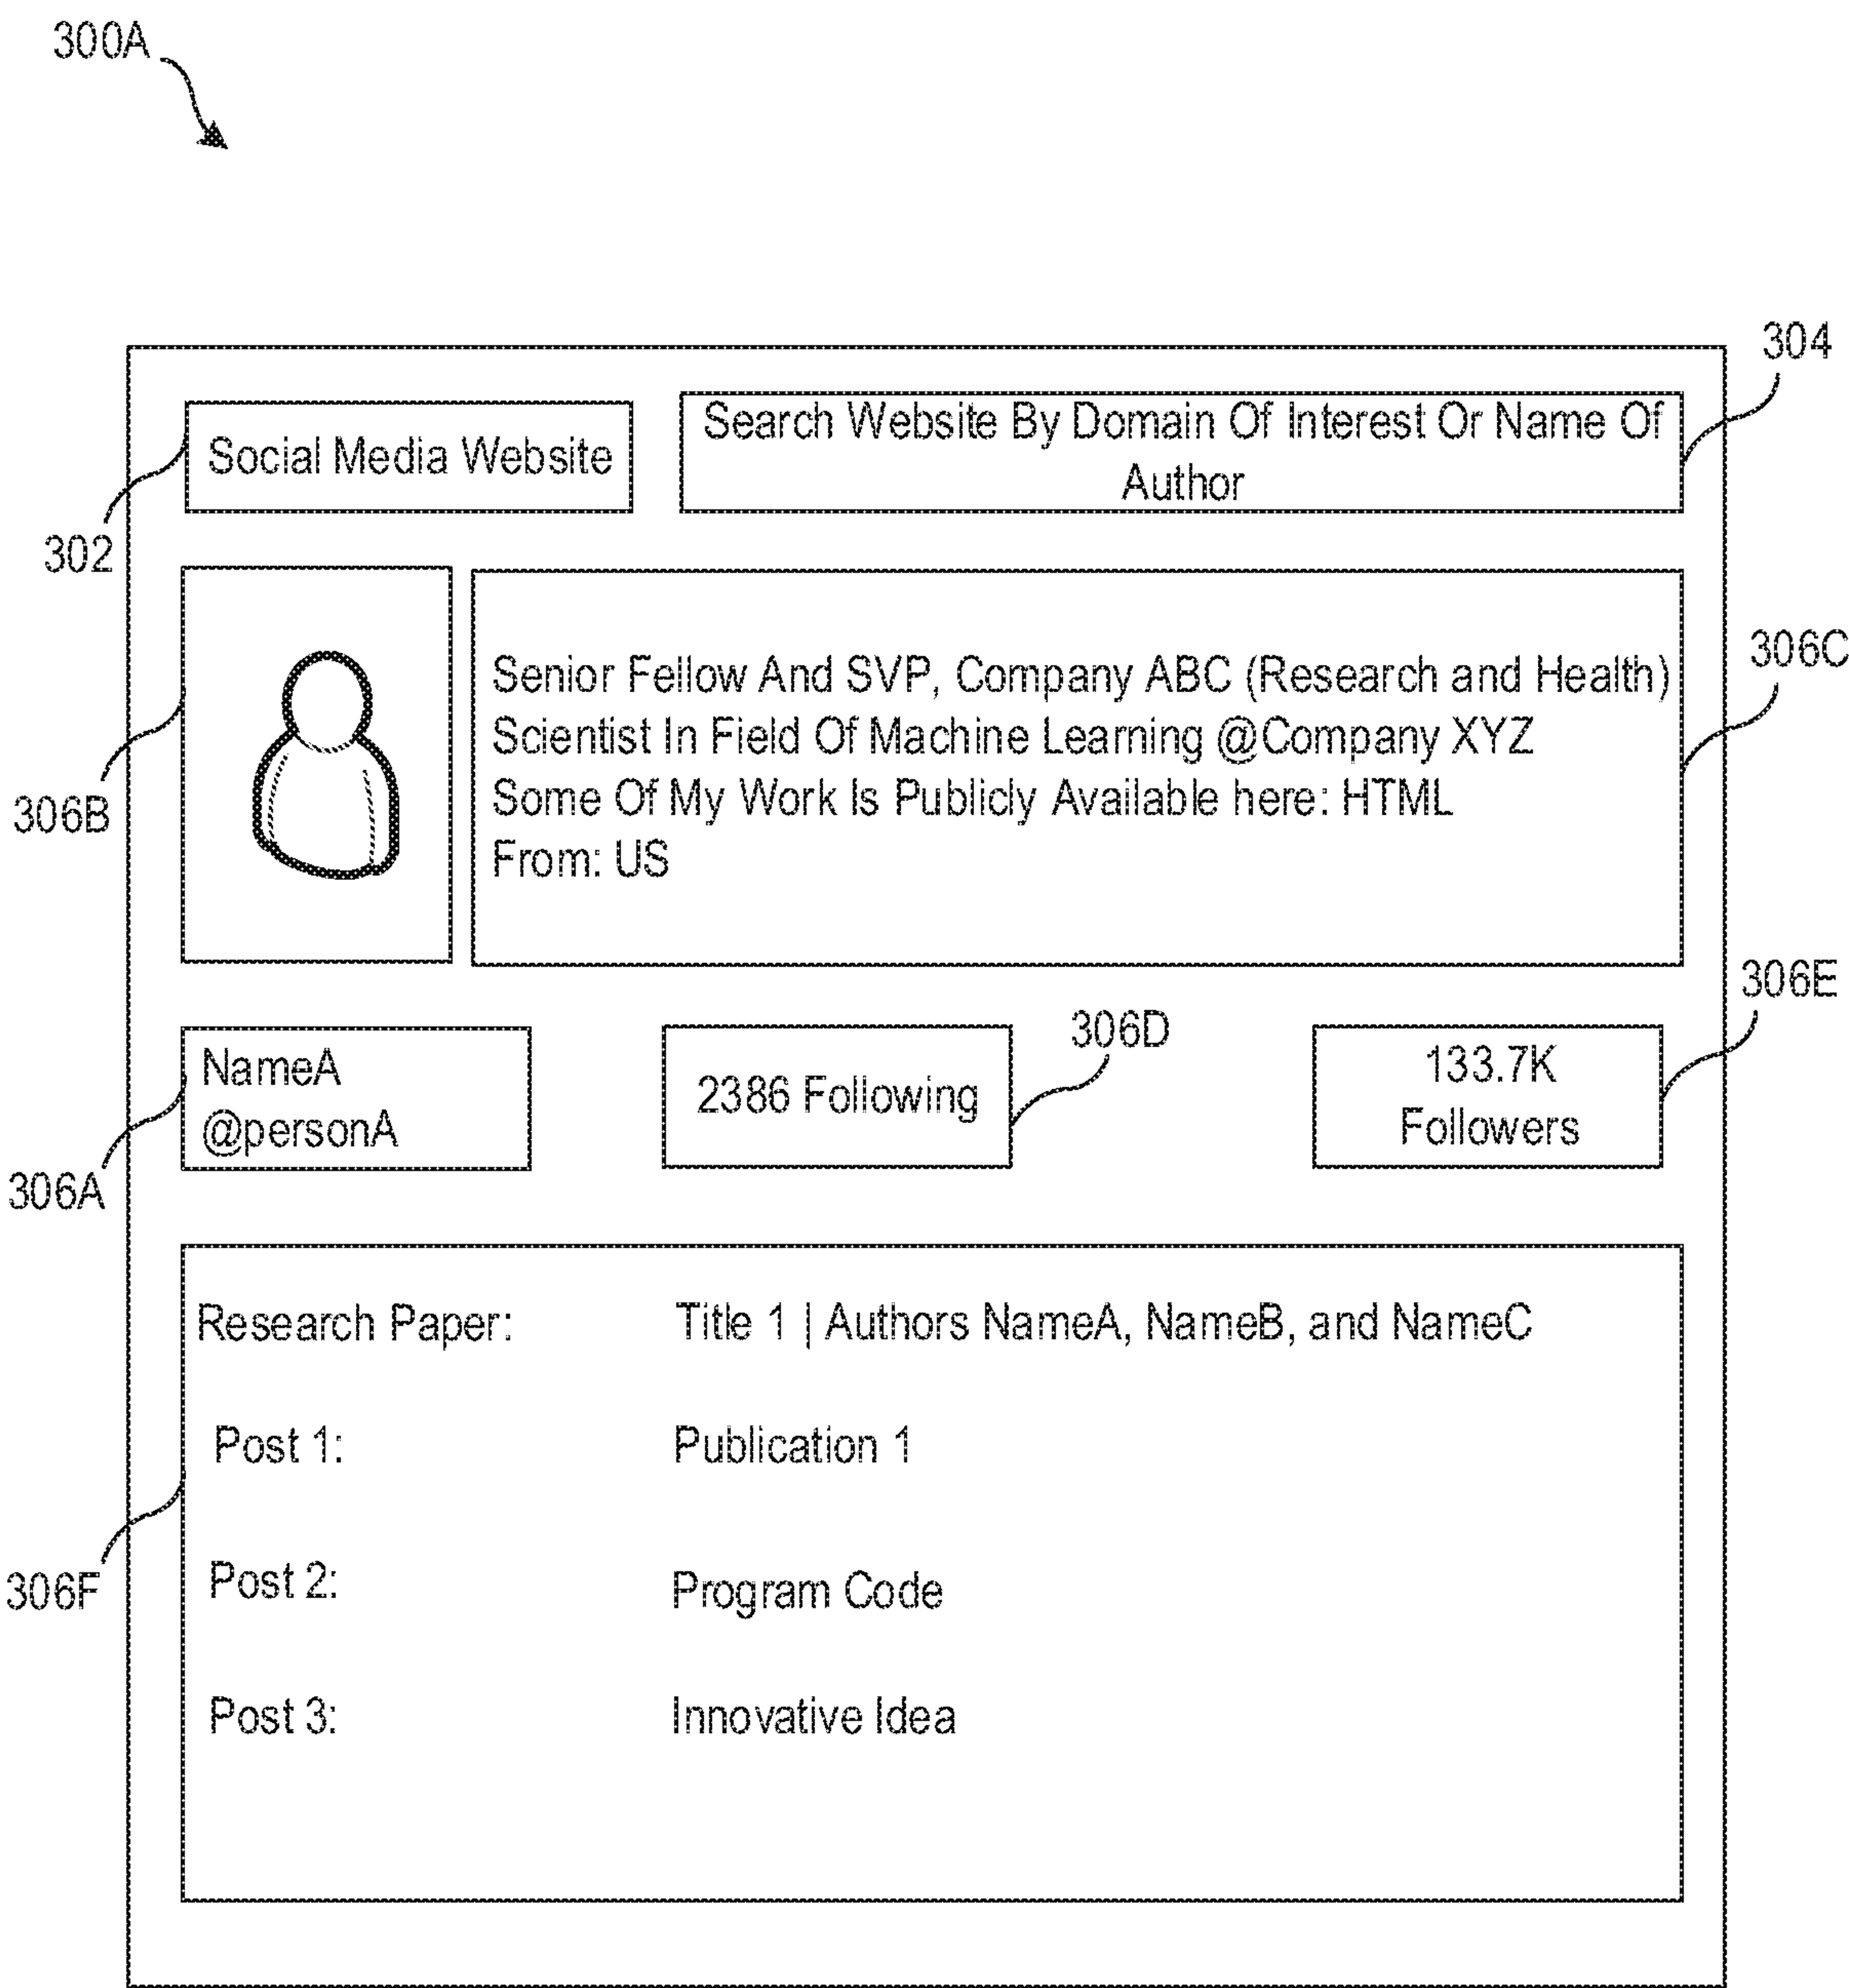 300A
304
Social Media Website
Search Website By Domain Of Interest Or Name Of
Author
302
306C
Senior Fellow And SVP, Company ABC (Research and Health)
Scientist In Field Of Machine Learning @Company XYZ
Some Of My Work Is Publicly Available here: HTML
From: US
306B
306E
306D
NameA
@personA
2386 Following
133.7K
Followers
306A
Research Paper: Title 1 | Authors NameA, NameB, and NameC
Post 1: Publication 1
306F
Post 2: Program Code
Post 3: Innovative Idea